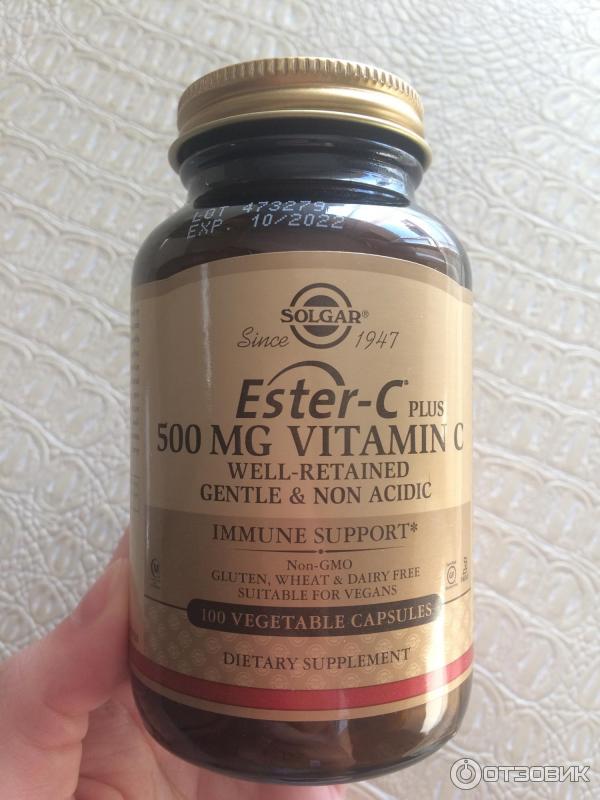 LOT 473279
EXP. 10/2022
SOLGAR®
Since 1947
Ester-C® PLUS
500 MG VITAMIN C
WELL-RETAINED
GENTLE & NON ACIDIC
IMMUNE SUPPORT*
Non-GMO
GLUTEN, WHEAT & DAIRY FREE
SUITABLE FOR VEGANS
100 VEGETABLE CAPSULES
DIETARY SUPPLEMENT
ОТЗОВИК